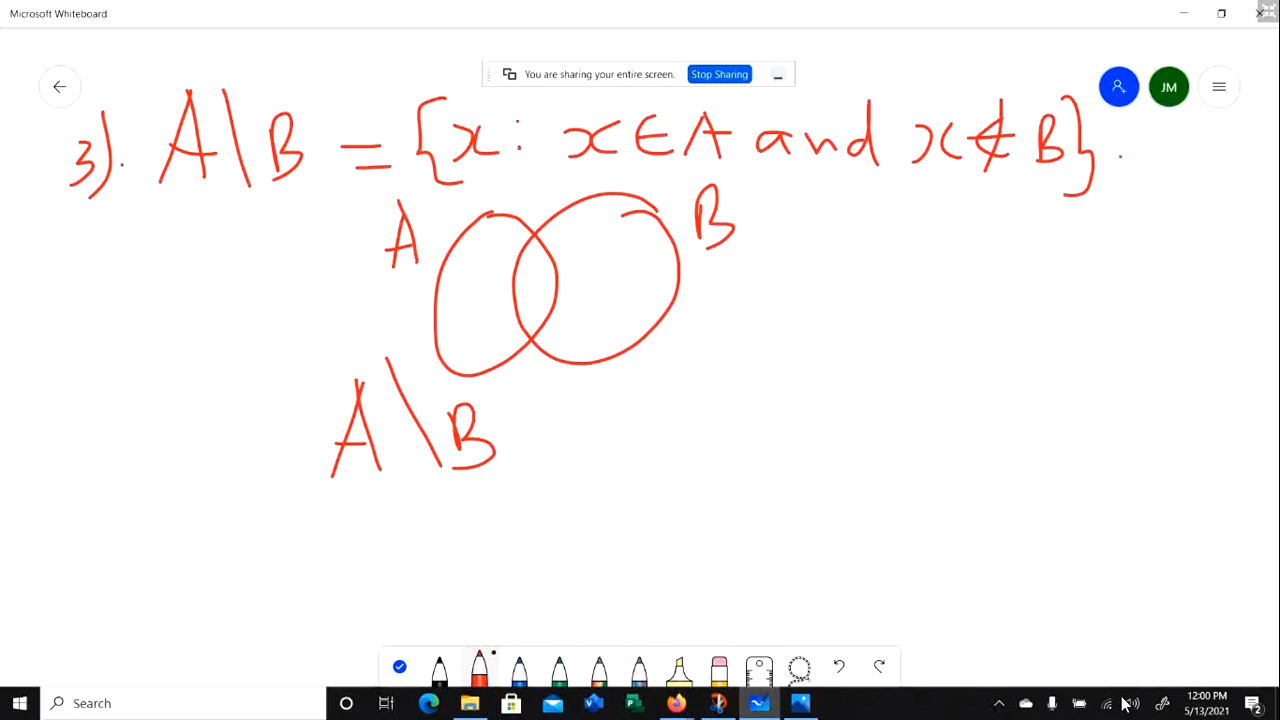 Microsoft Whiteboard
You are sharing your entire screen. Stop Sharing
JM
3). A\B = {x: x∈A and x∉B}.
A B
A\B
Search
12:00 PM
5/13/2021
2